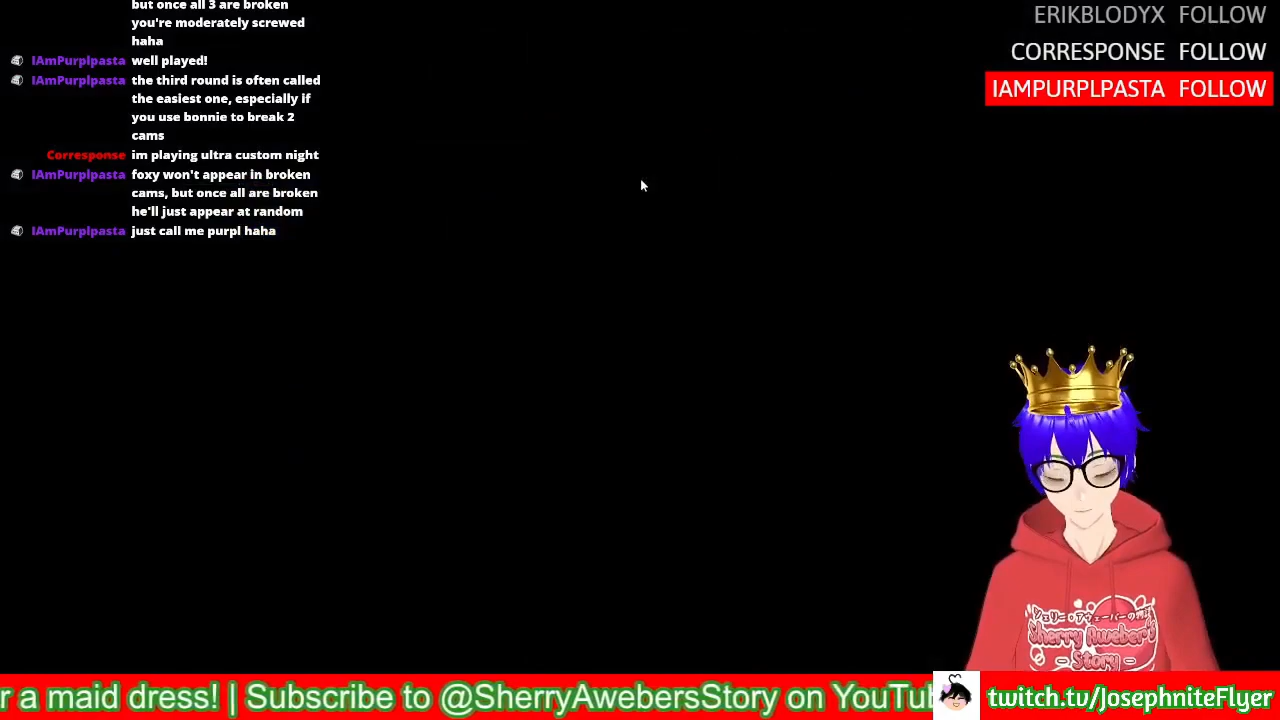 but once all 3 are broken
you're moderately screwed
haha
IAmPurplpasta well played!
IAmPurplpasta the third round is often called
the easiest one, especially if
you use bonnie to break 2
cams
Corresponse im playing ultra custom night
IAmPurplpasta foxy won't appear in broken
cams, but once all are broken
he'll just appear at random
IAmPurplpasta just call me purpl haha
ERIKBLODYX FOLLOW
CORRESPONSE FOLLOW
IAMPURPLPASTA FOLLOW
Sherry Aweber's
- Story -
r a maid dress! | Subscribe to @SherryAwebersStory on YouTub
twitch.tv/JosephniteFlyer